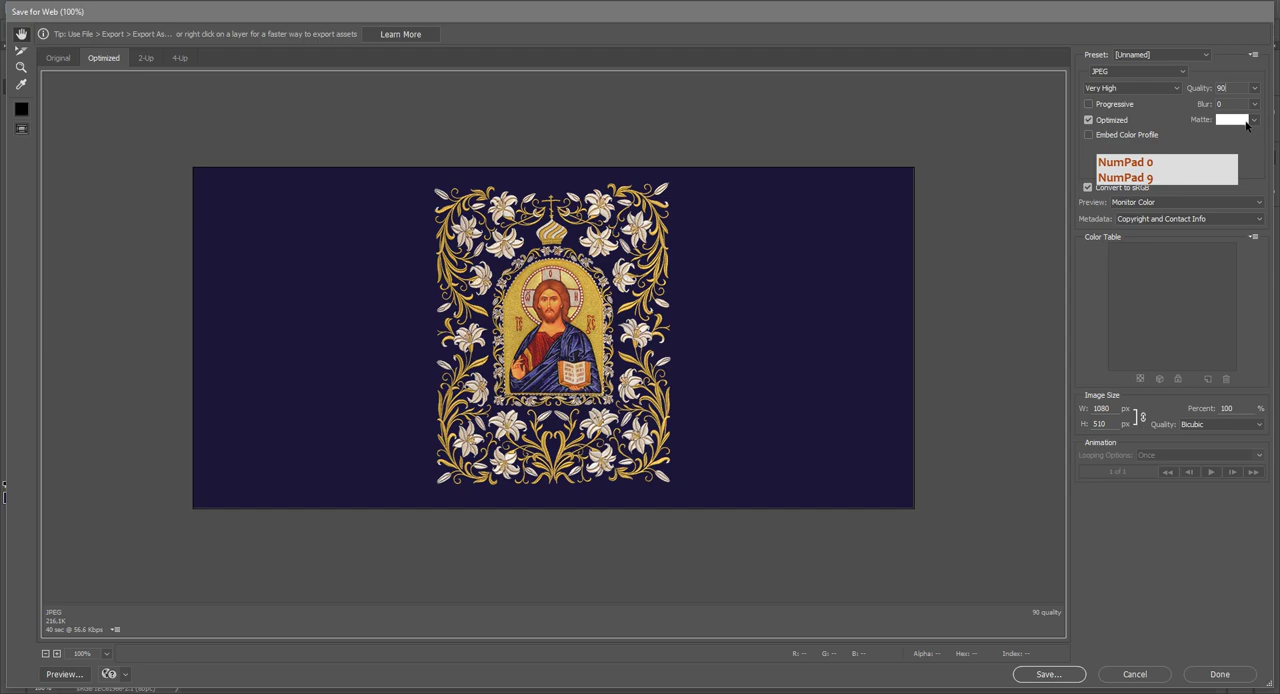 Save for Web (100%)
Tip: Use File > Export > Export As... or right click on a layer for a faster way to export assets
Learn More
Original Optimized 2-Up 4-Up
Preset: [Unnamed]
JPEG
Very High Quality: 90
Progressive Blur: 0
Optimized Matte:
Embed Color Profile
NumPad 0
NumPad 9
Convert to sRGB
Preview: Monitor Color
Metadata: Copyright and Contact Info
Color Table
Image Size
W: 1080 px Percent: 100 %
H: 510 px Quality: Bicubic
Animation
Looping Options: Once
1 of 1
JPEG
216,1K
40 sec @ 56.6 Kbps
90 quality
100% R: -- G: -- B: -- Alpha: -- Hex: -- Index: --
Preview... Save... Cancel Done
100%